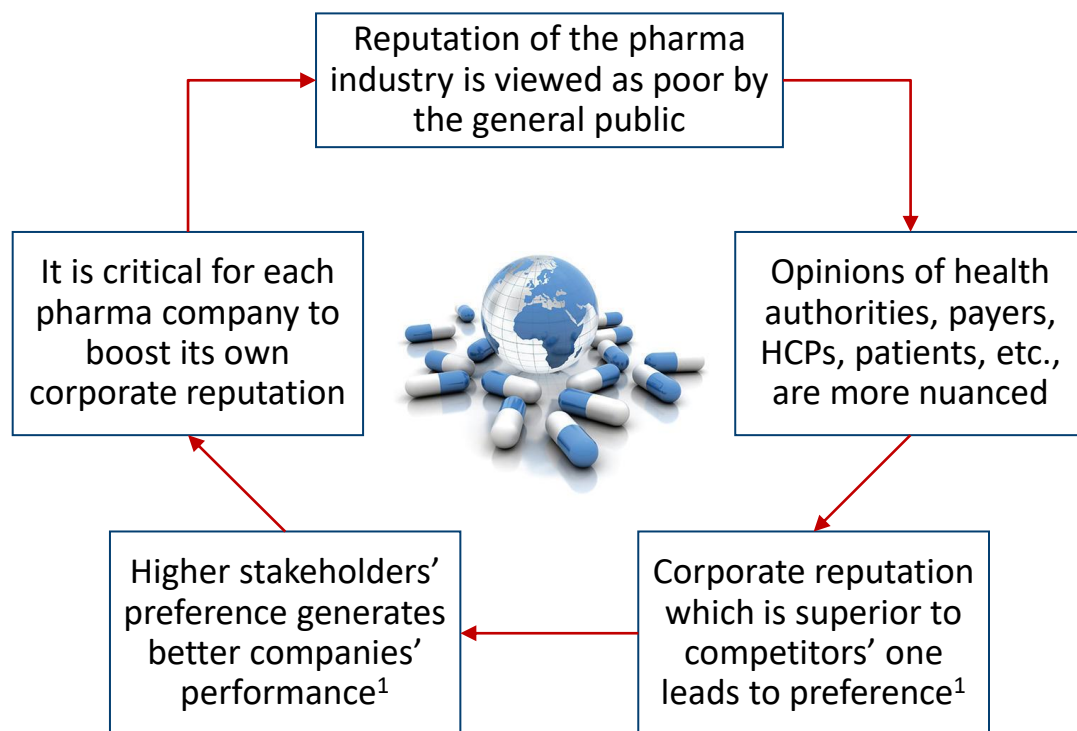 Reputation of the pharma
industry is viewed as poor by
the general public
Opinions of health
authorities, payers,
HCPs, patients, etc.,
are more nuanced
Corporate reputation
which is superior to
competitors’ one
leads to preference¹
Higher stakeholders’
preference generates
better companies’
performance¹
It is critical for each
pharma company to
boost its own
corporate reputation